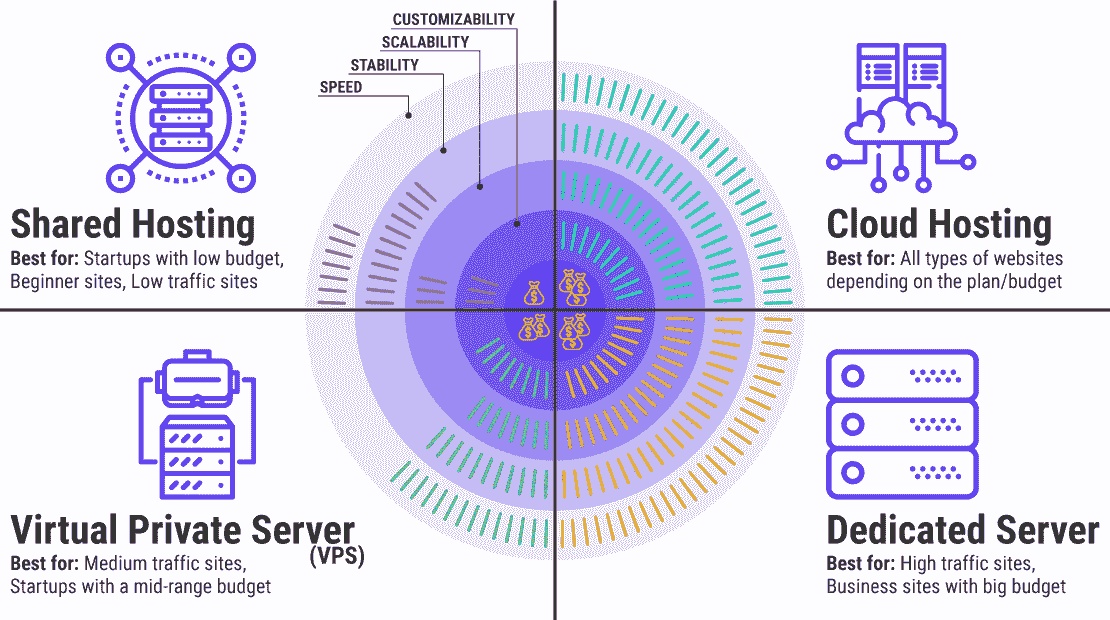 CUSTOMIZABILITY
SCALABILITY
STABILITY
SPEED
Shared Hosting
Best for: Startups with low budget,
Beginner sites, Low traffic sites
Cloud Hosting
Best for: All types of websites
depending on the plan/budget
Virtual Private Server
(VPS)
Best for: Medium traffic sites,
Startups with a mid-range budget
Dedicated Server
Best for: High traffic sites,
Business sites with big budget